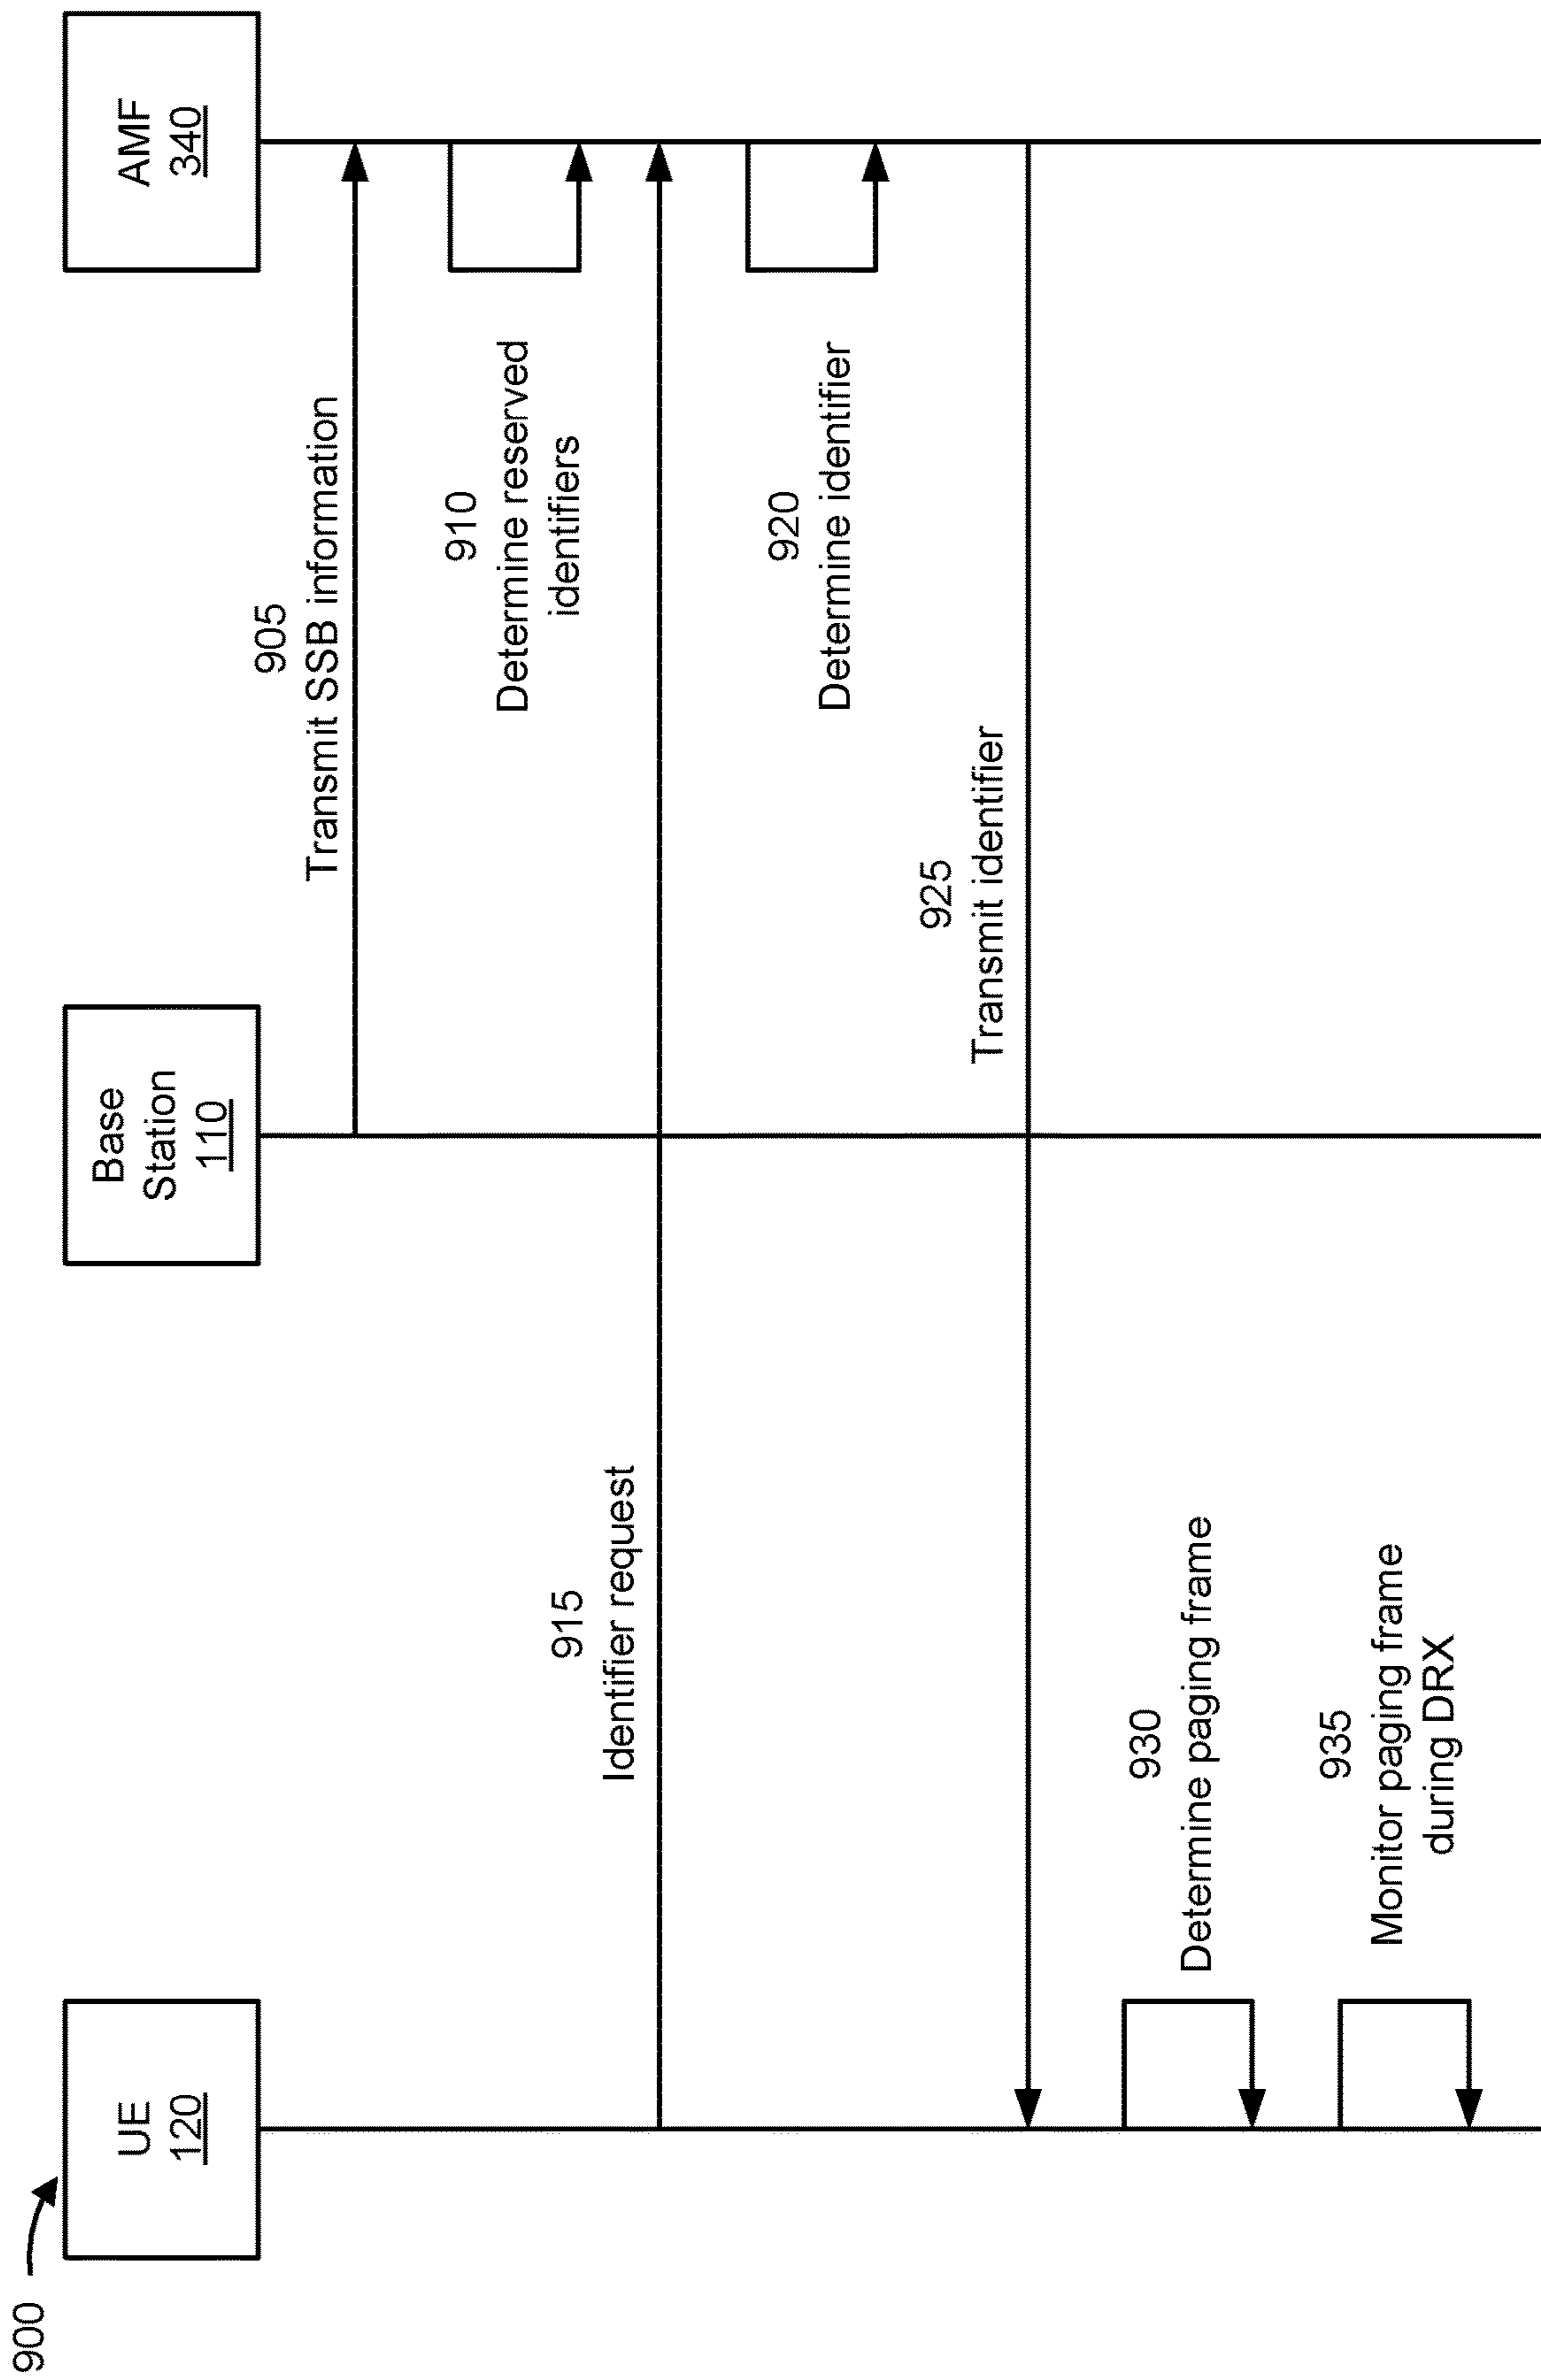 900
UE
120
Base
Station
110
AMF
340
905
Transmit SSB information
910
Determine reserved
identifiers
915
Identifier request
920
Determine identifier
925
Transmit identifier
930
Determine paging frame
935
Monitor paging frame
during DRX